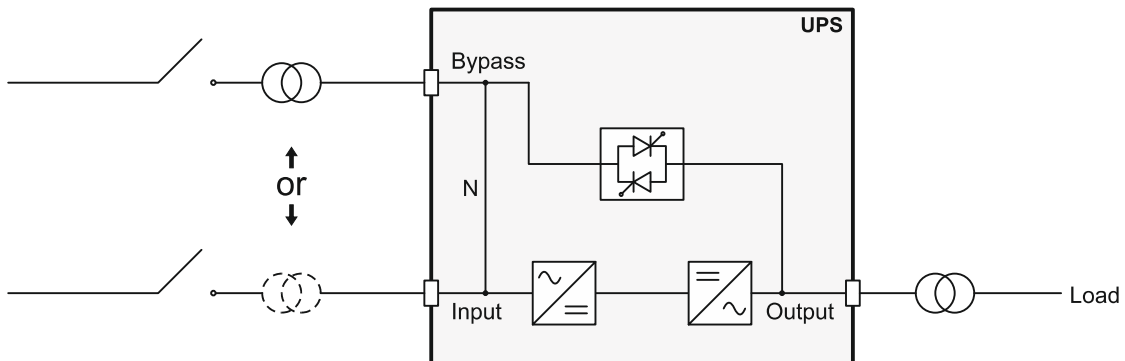 UPS
Bypass
or
N
Input
Output
Load